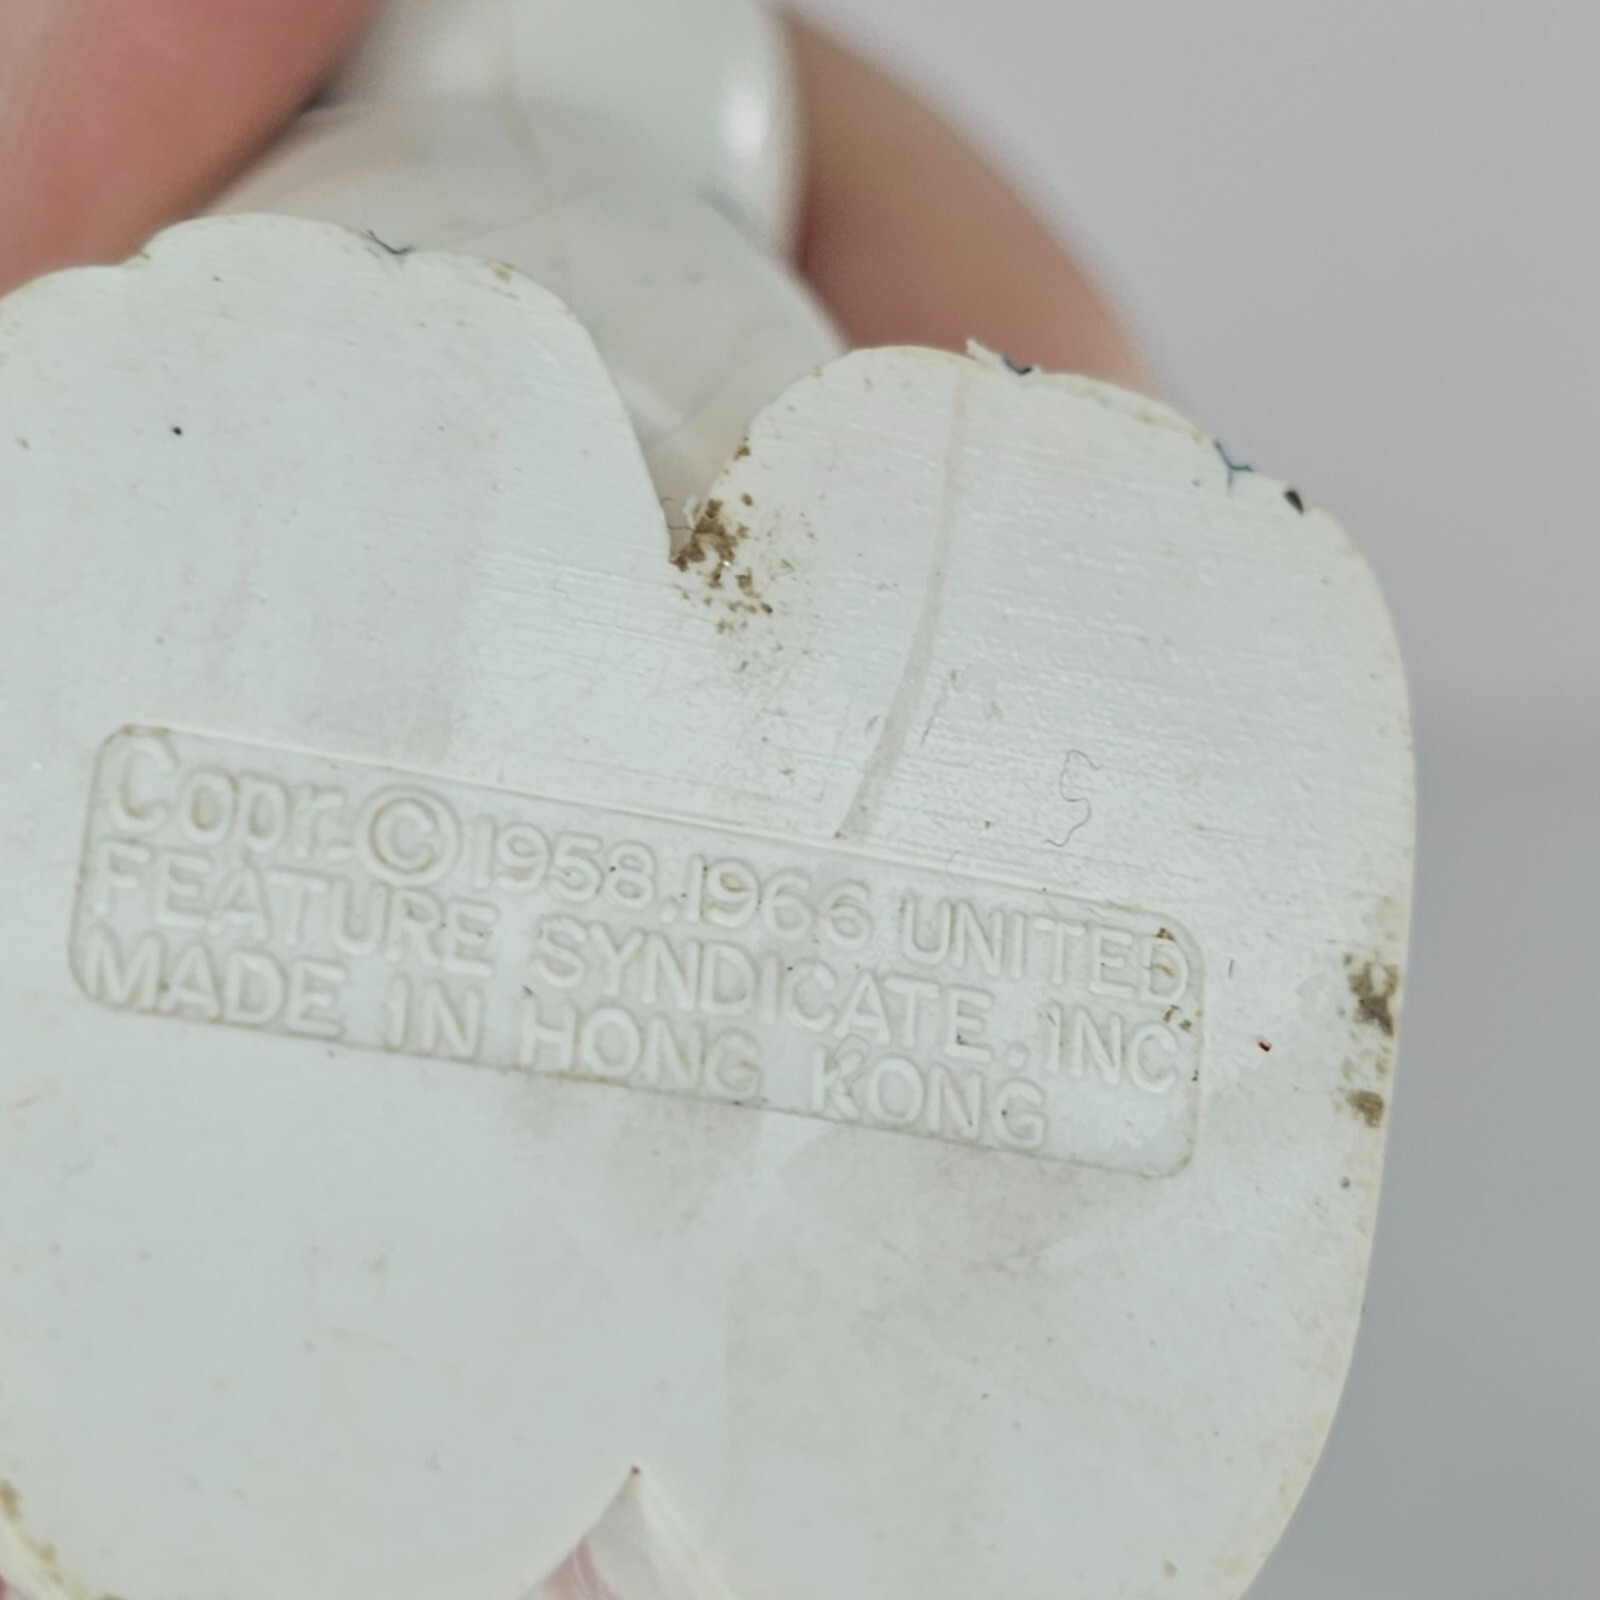 Copr.©1958.1966 UNITED
FEATURE SYNDICATE. INC
MADE IN HONG KONG